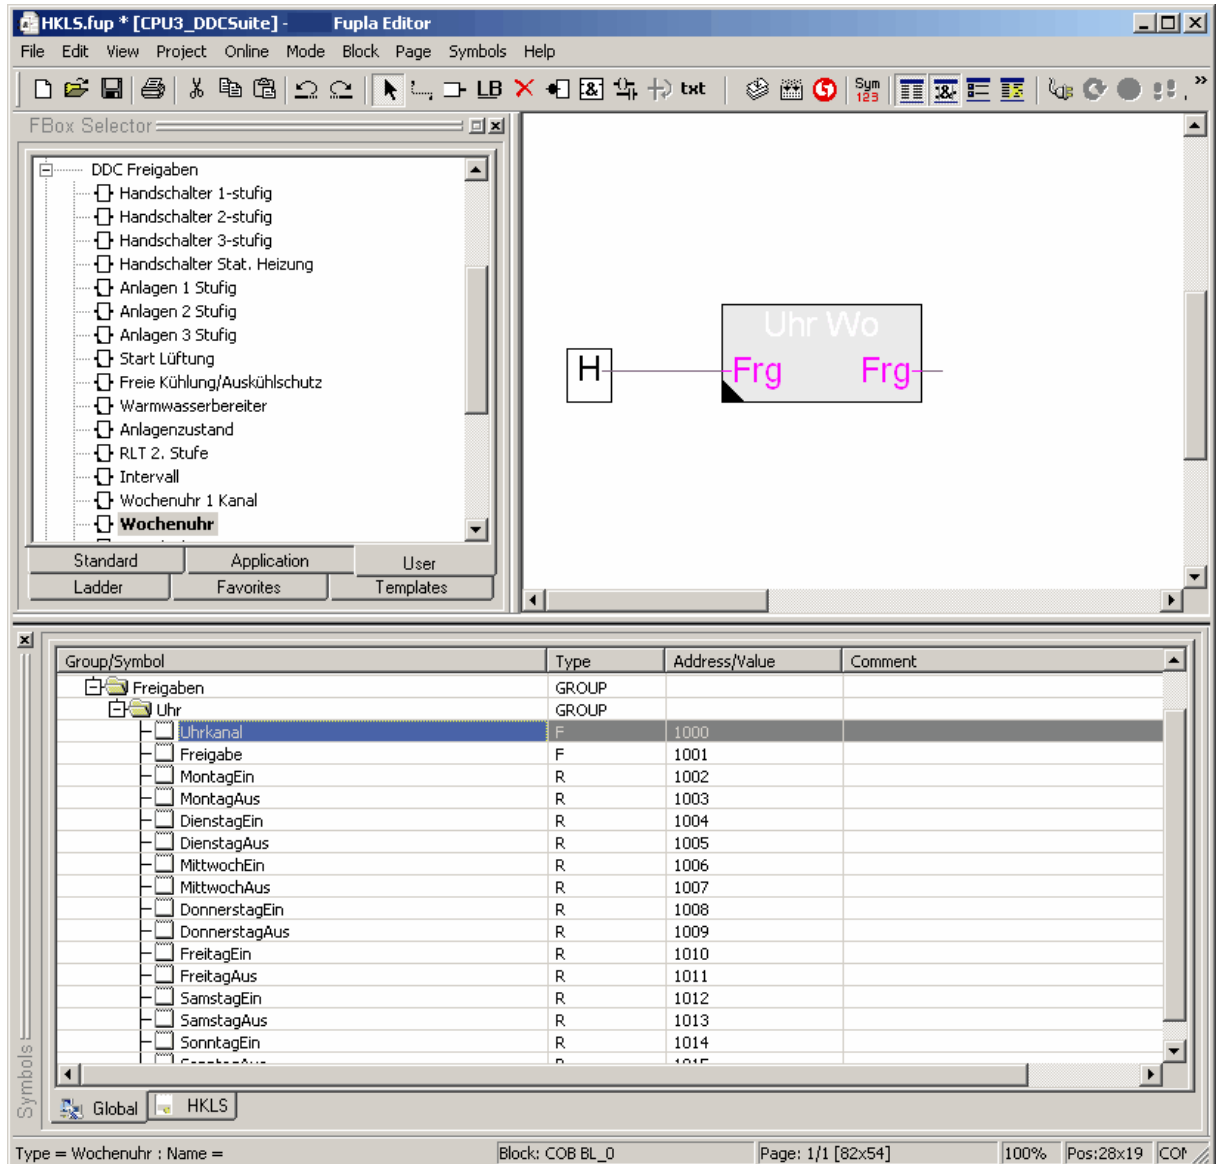 HKLS.fup * [CPU3_DDCSuite] - Fupla Editor
File Edit View Project Online Mode Block Page Symbols Help
LB & txt 5 Sym 123 &
FBox Selector
DDC Freigaben
Handschalter 1-stufig
Handschalter 2-stufig
Handschalter 3-stufig
Handschalter Stat. Heizung
Anlagen 1 Stufig
Anlagen 2 Stufig
Anlagen 3 Stufig
Start Lüftung
Freie Kühlung/Auskühlschutz
Warmwasserbereiter
Anlagenzustand
RLT 2. Stufe
Intervall
Wochenuhr 1 Kanal
Wochenuhr
Standard Application User
Ladder Favorites Templates
Uhr Wo
H Frg Frg
Group/Symbol Type Address/Value Comment
Freigaben GROUP
Uhr GROUP
Uhrkanal F 1000
Freigabe F 1001
MontagEin R 1002
MontagAus R 1003
DienstagEin R 1004
DienstagAus R 1005
MittwochEin R 1006
MittwochAus R 1007
DonnerstagEin R 1008
DonnerstagAus R 1009
FreitagEin R 1010
FreitagAus R 1011
SamstagEin R 1012
SamstagAus R 1013
SonntagEin R 1014
SonntagAus R 1015
Symbols
Global HKLS
Type = Wochenuhr : Name = Block: COB BL_0 Page: 1/1 [82x54] 100% Pos:28x19